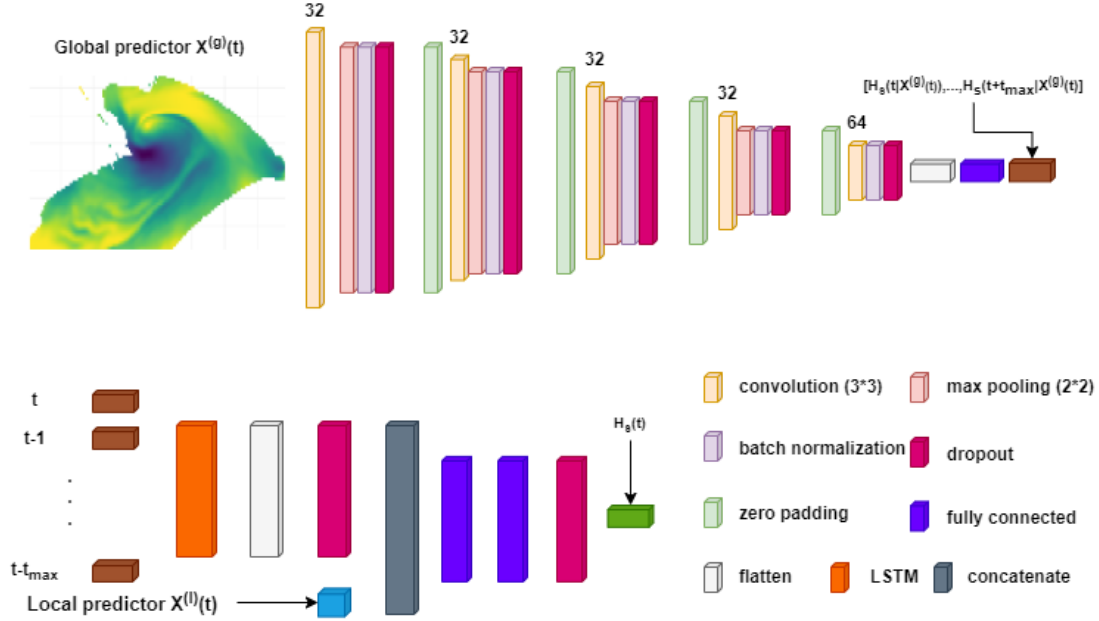 Global predictor X^(g)(t)
32
32
32
32
64
[H_s(t|X^(g)(t)),...,H_s(t+t_max|X^(g)(t)]
t
t-1
.
.
.
t-t_max
Local predictor X^(l)(t)
H_s(t)
convolution (3*3)
max pooling (2*2)
batch normalization
dropout
zero padding
fully connected
flatten
LSTM
concatenate